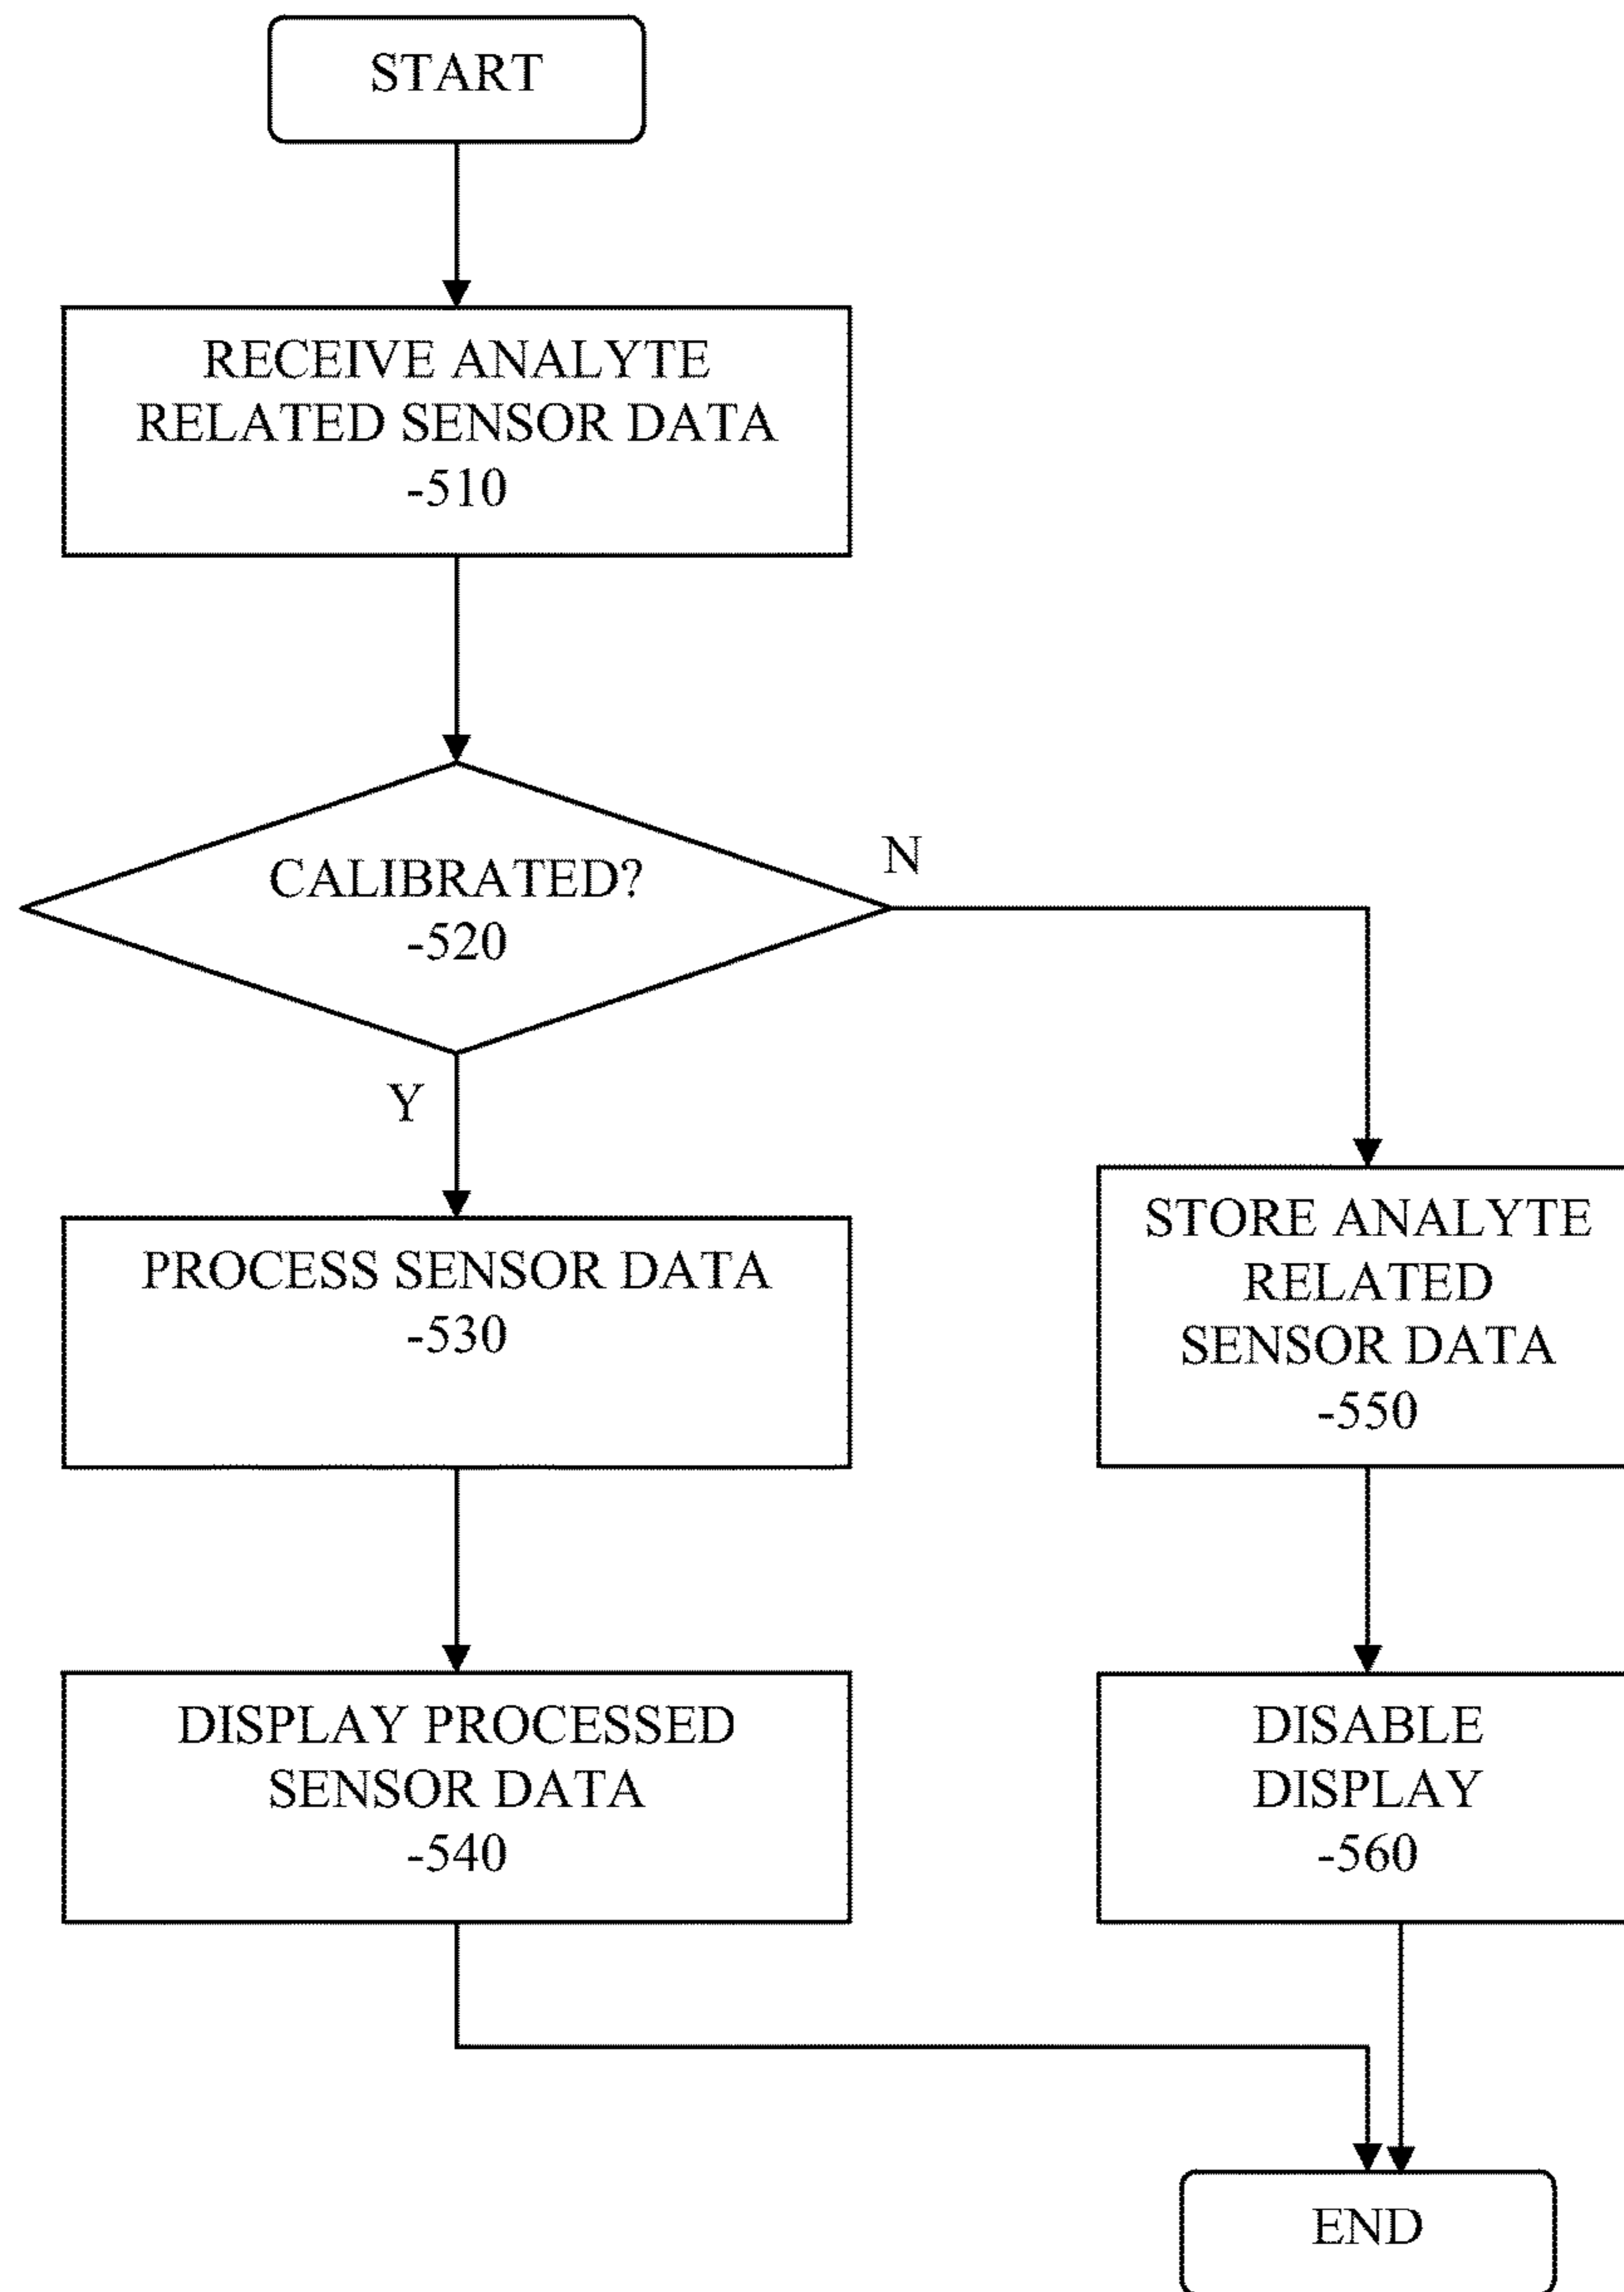 START
RECEIVE ANALYTE
RELATED SENSOR DATA
-510
CALIBRATED?
-520
N
Y
PROCESS SENSOR DATA
-530
STORE ANALYTE
RELATED
SENSOR DATA
-550
DISPLAY PROCESSED
SENSOR DATA
-540
DISABLE
DISPLAY
-560
END